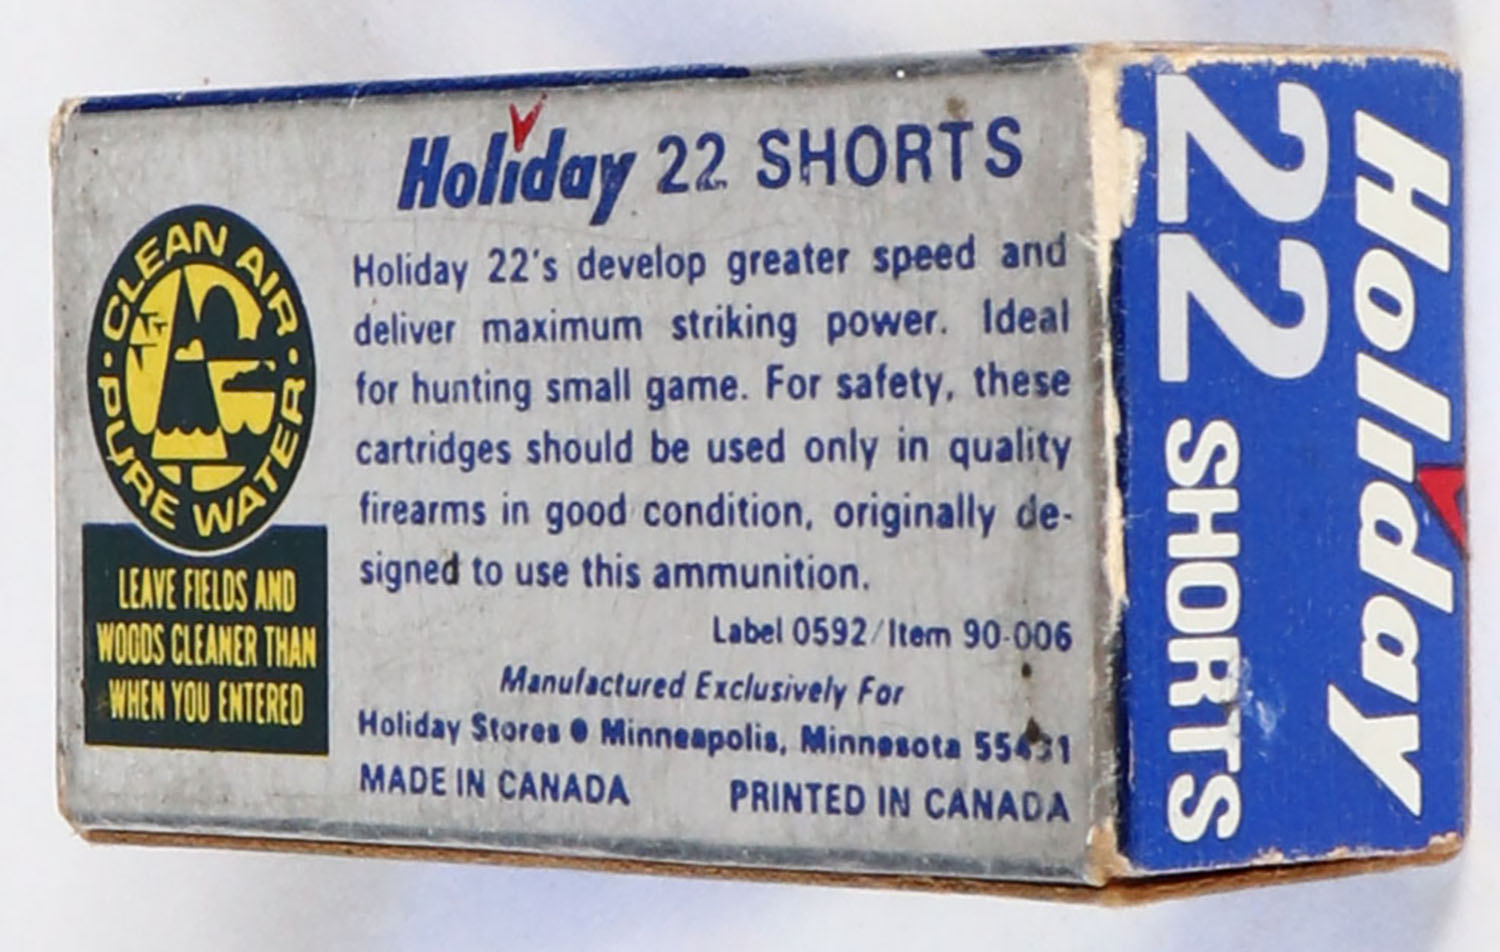 Holiday 22 SHORTS
Holiday 22's develop greater speed and
deliver maximum striking power. Ideal
for hunting small game. For safety, these
cartridges should be used only in quality
firearms in good condition, originally de-
signed to use this ammunition.
Label 0592/Item 90-006
Manufactured Exclusively For
Holiday Stores ● Minneapolis, Minnesota
MADE IN CANADA PRINTED IN CANADA
CLEAN AIR · PURE WATER ·
LEAVE FIELDS AND
WOODS CLEANER THAN
WHEN YOU ENTERED
Holiday
22 SHORTS